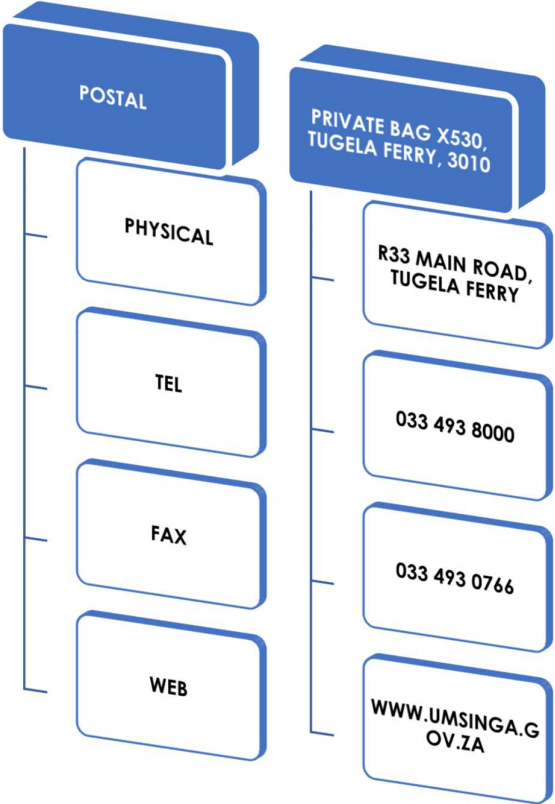 POSTAL
PRIVATE BAG X530,
TUGELA FERRY, 3010
PHYSICAL
R33 MAIN ROAD,
TUGELA FERRY
TEL
033 493 8000
FAX
033 493 0766
WEB
WWW.UMSINGA.G
OV.ZA